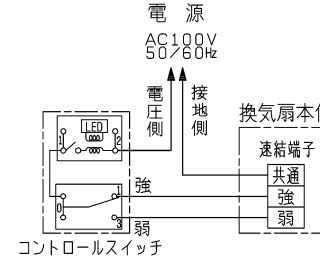 電 源
AC100V
50/60Hz
電圧側
接地側
換気扇本
LED
1
2
速結端子
共通
強
弱
強
1
0
3
弱
コントロールスイッチ